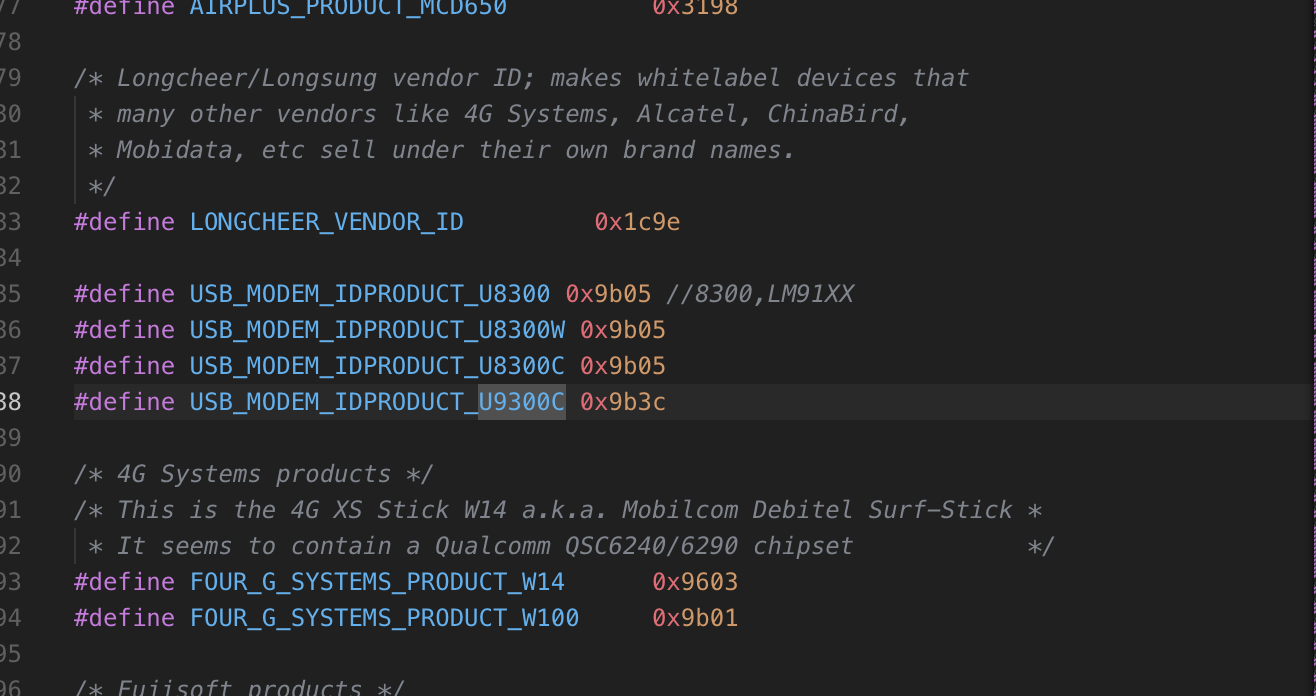 77 #define AIRPLUS_PRODUCT_MCD650 0x3198
78
79 /* Longcheer/Longsung vendor ID; makes whitelabel devices that
80 * many other vendors like 4G Systems, Alcatel, ChinaBird,
81 * Mobidata, etc sell under their own brand names.
82 */
83 #define LONGCHEER_VENDOR_ID 0x1c9e
84
85 #define USB_MODEM_IDPRODUCT_U8300 0x9b05 //8300,LM91XX
86 #define USB_MODEM_IDPRODUCT_U8300W 0x9b05
87 #define USB_MODEM_IDPRODUCT_U8300C 0x9b05
88 #define USB_MODEM_IDPRODUCT_U9300C 0x9b3c
89
90 /* 4G Systems products */
91 /* This is the 4G XS Stick W14 a.k.a. Mobilcom Debitel Surf-Stick *
92 * It seems to contain a Qualcomm QSC6240/6290 chipset */
93 #define FOUR_G_SYSTEMS_PRODUCT_W14 0x9603
94 #define FOUR_G_SYSTEMS_PRODUCT_W100 0x9b01
95
96 /* Fujisoft products */